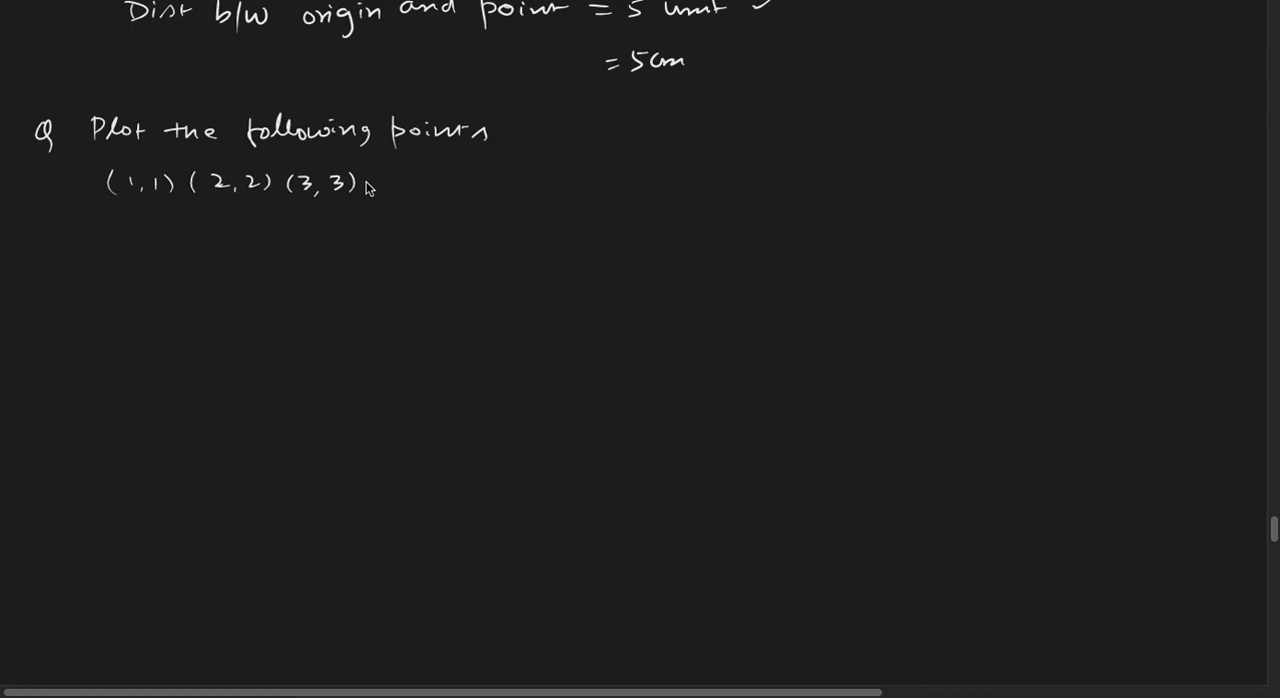 Dist b/w origin and point = 5 unit
= 5cm
Q Plot the following points
(1,1) (2,2) (3,3)